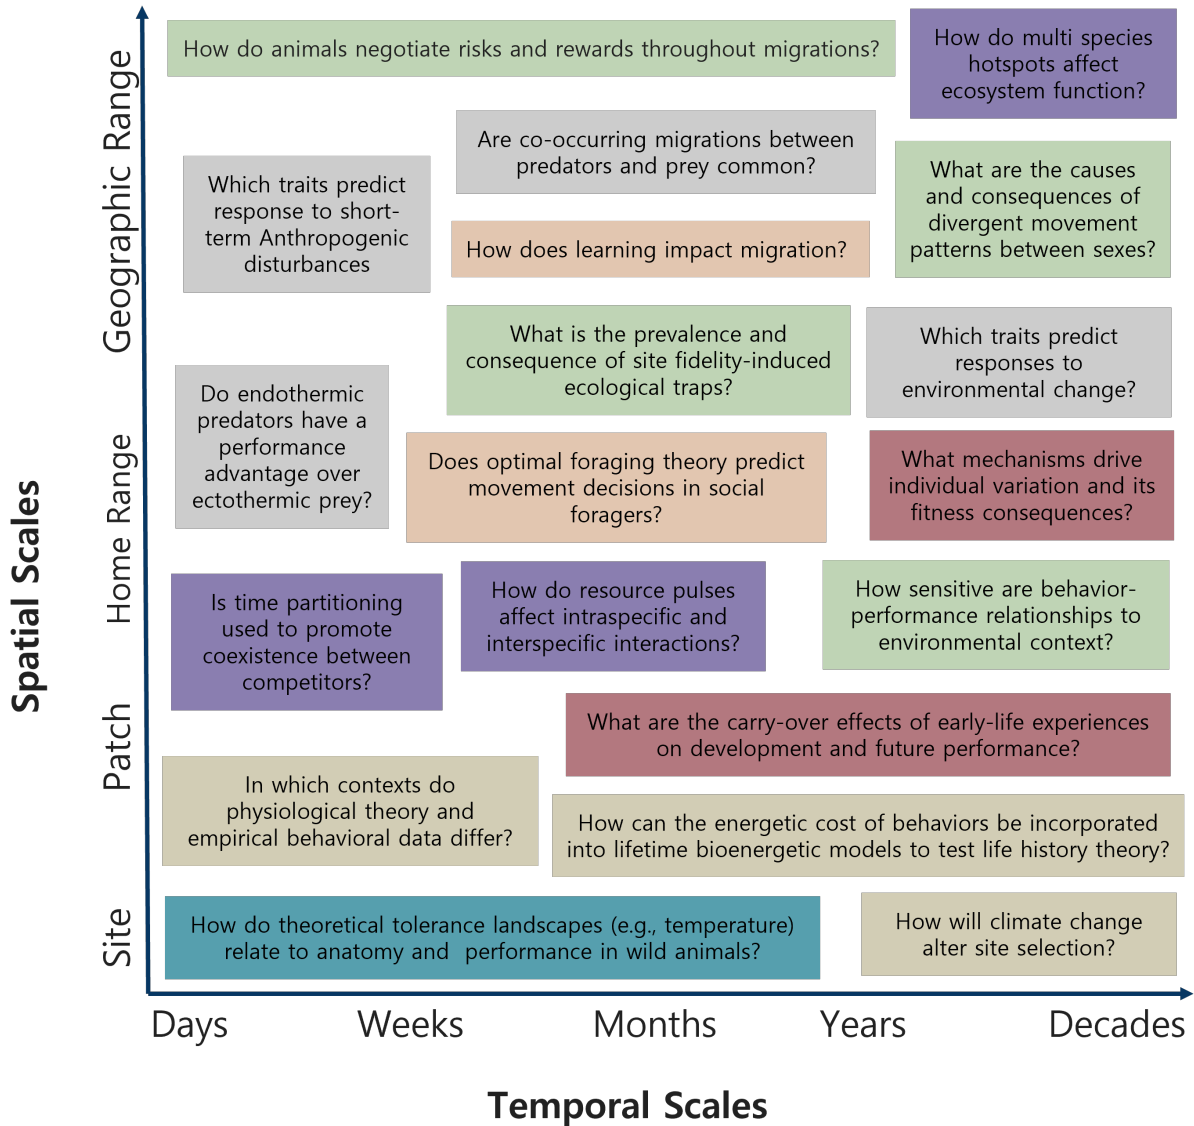 How do animals negotiate risks and rewards throughout migrations?
How do multi species
hotspots affect
ecosystem function?
Are co-occurring migrations between
predators and prey common?
Which traits predict
response to short-
term Anthropogenic
disturbances
What are the causes
and consequences of
divergent movement
patterns between sexes?
How does learning impact migration?
What is the prevalence and
consequence of site fidelity-induced
ecological traps?
Which traits predict
responses to
environmental change?
Do endothermic
predators have a
performance
advantage over
ectothermic prey?
Does optimal foraging theory predict
movement decisions in social
foragers?
What mechanisms drive
individual variation and its
fitness consequences?
Is time partitioning
used to promote
coexistence between
competitors?
How do resource pulses
affect intraspecific and
interspecific interactions?
How sensitive are behavior-
performance relationships to
environmental context?
What are the carry-over effects of early-life experiences
on development and future performance?
In which contexts do
physiological theory and
empirical behavioral data differ?
How can the energetic cost of behaviors be incorporated
into lifetime bioenergetic models to test life history theory?
How do theoretical tolerance landscapes (e.g., temperature)
relate to anatomy and  performance in wild animals?
How will climate change
alter site selection?
Spatial Scales
Geographic Range
Home Range
Patch
Site
Days
Weeks
Months
Years
Decades
Temporal Scales